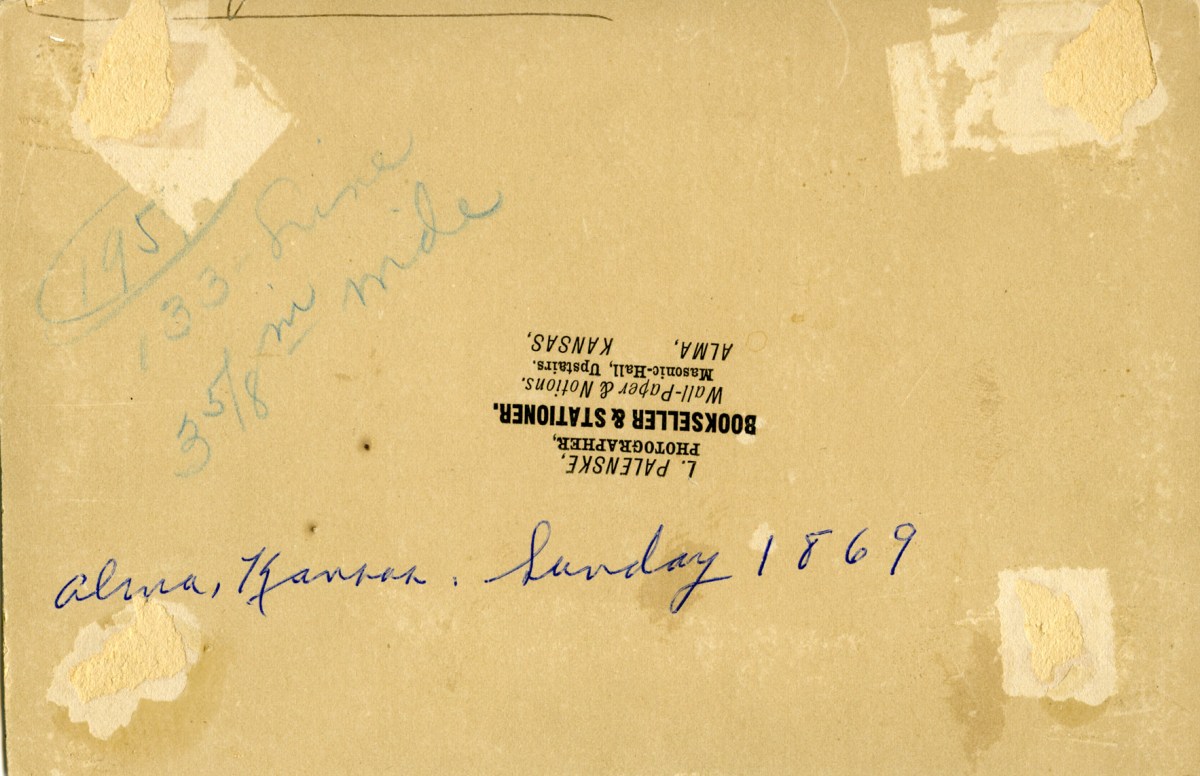 195
133-Line
3 5/8 in wide
L. PALENSKE,
PHOTOGRAPHER,
BOOKSELLER & STATIONER.
Wall-Paper & Notions.
Masonic-Hall, Upstairs.
ALMA, KANSAS,
Alma, Kansas. Sunday 1869